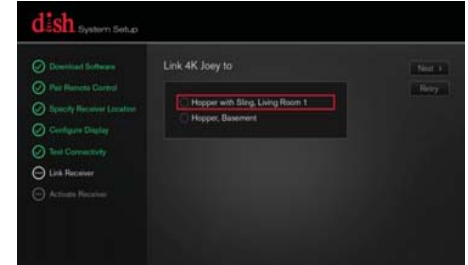 dish System Setup
Download Software
Pair Remote Control
Specify Receiver Location
Configure Display
Test Connectivity
Link Receiver
Activate Receiver
Link 4K Joey to
Hopper with Sling, Living Room 1
Hopper, Basement
Next >
Retry